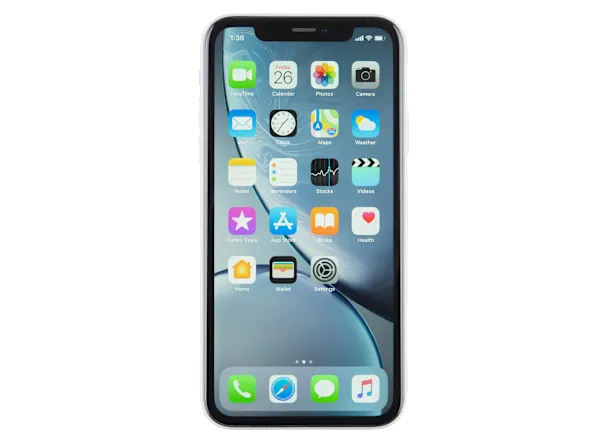 1:36
Friday
26
FaceTime Calendar Photos Camera
Mail Clock Maps Weather
Notes Reminders Stocks Videos
iTunes Store App Store Books Health
Home Wallet Settings